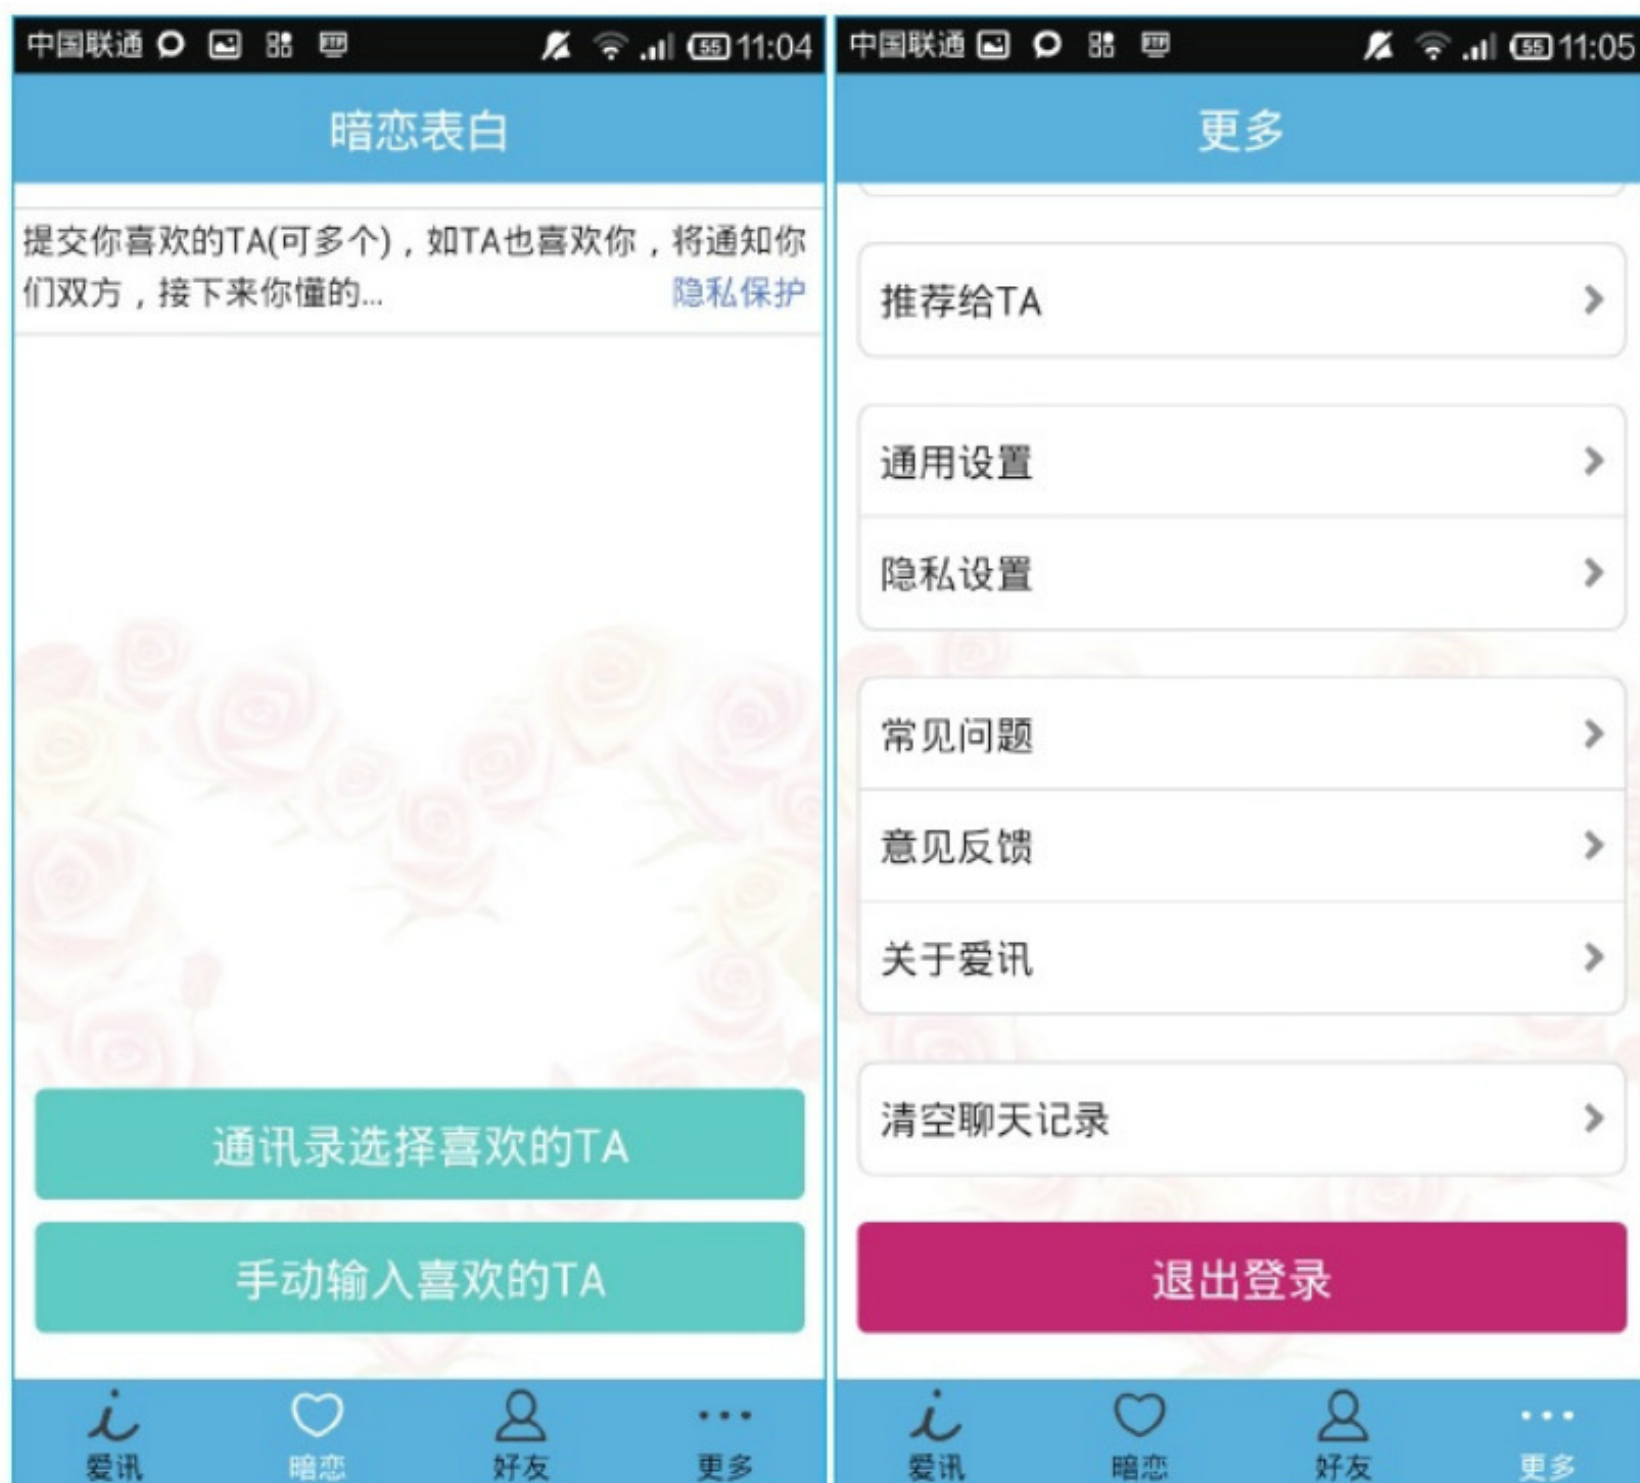 中国联通 55 11:04
暗恋表白
提交你喜欢的TA(可多个)，如TA也喜欢你，将通知你
们双方，接下来你懂的...
隐私保护
通讯录选择喜欢的TA
手动输入喜欢的TA
爱讯 暗恋 好友 更多
中国联通 55 11:05
更多
推荐给TA
通用设置
隐私设置
常见问题
意见反馈
关于爱讯
清空聊天记录
退出登录
爱讯 暗恋 好友 更多